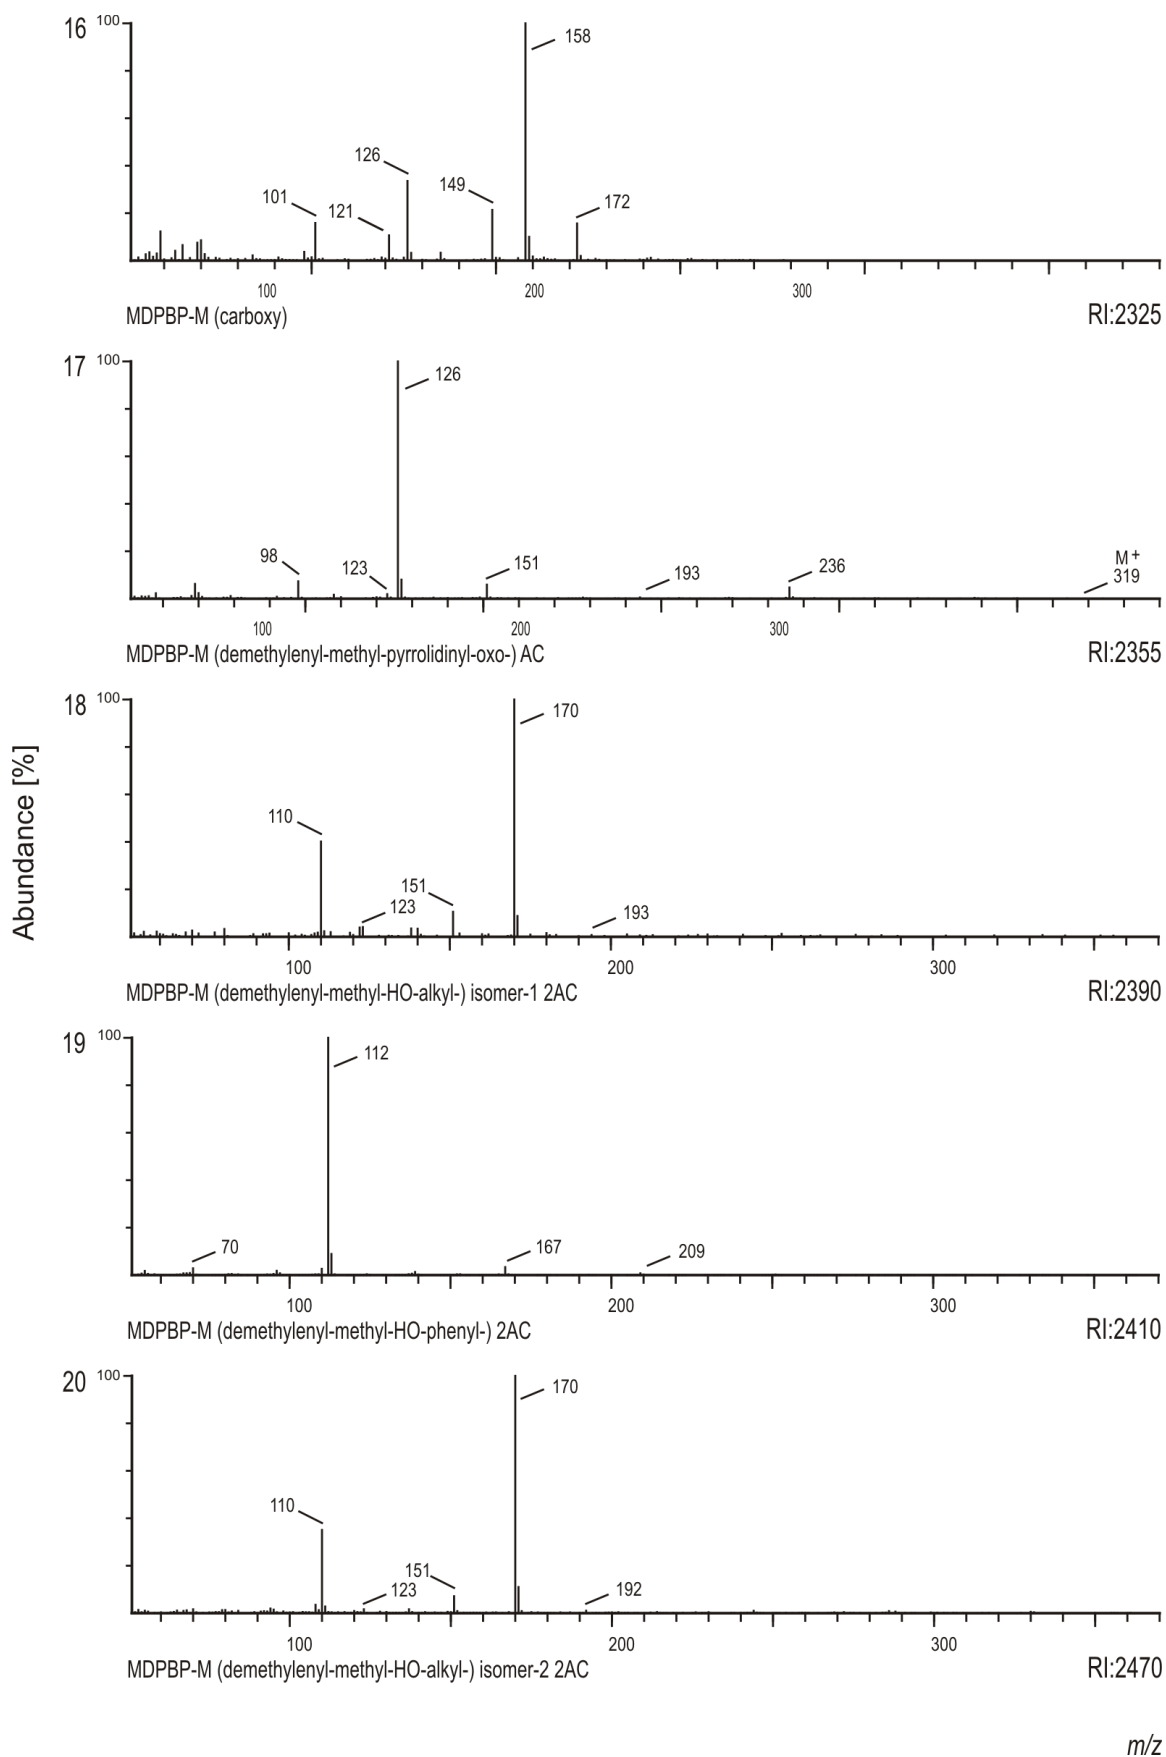 16
100
158
126
149
101
121
172
100 200 300
MDPBP-M (carboxy) RI:2325
17
100
126
98
123
151
193
236
M+
319
100 200 300
MDPBP-M (demethylenyl-methyl-pyrrolidinyl-oxo-) AC RI:2355
18
100
170
110
151
123
193
100 200 300
MDPBP-M (demethylenyl-methyl-HO-alkyl-) isomer-1 2AC RI:2390
Abundance [%]
19
100
112
70
167
209
100 200 300
MDPBP-M (demethylenyl-methyl-HO-phenyl-) 2AC RI:2410
20
100
170
110
151
123
192
100 200 300
MDPBP-M (demethylenyl-methyl-HO-alkyl-) isomer-2 2AC RI:2470
m/z